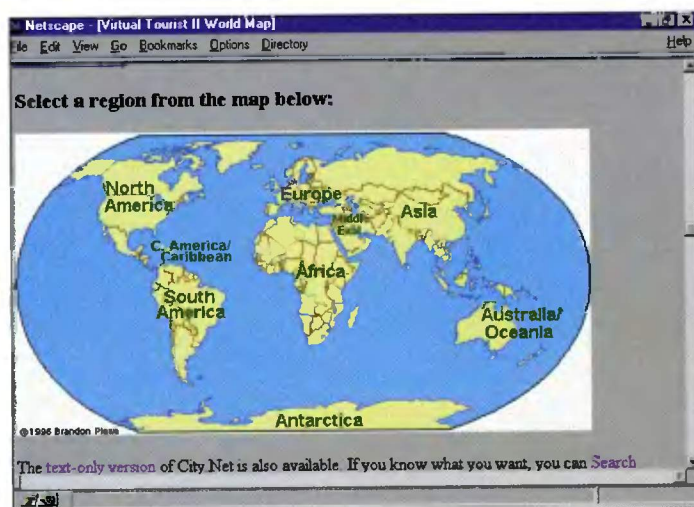 Netscape - [Virtual Tourist II World Map]
File Edit View Go Bookmarks Options Directory Help
Select a region from the map below:
North
America
Europe
Middle
East
Asia
C. America/
Caribbean
Africa
South
America
Australia/
Oceania
Antarctica
©1996 Brandon Plewe
The text-only version of City.Net is also available. If you know what you want, you can Search